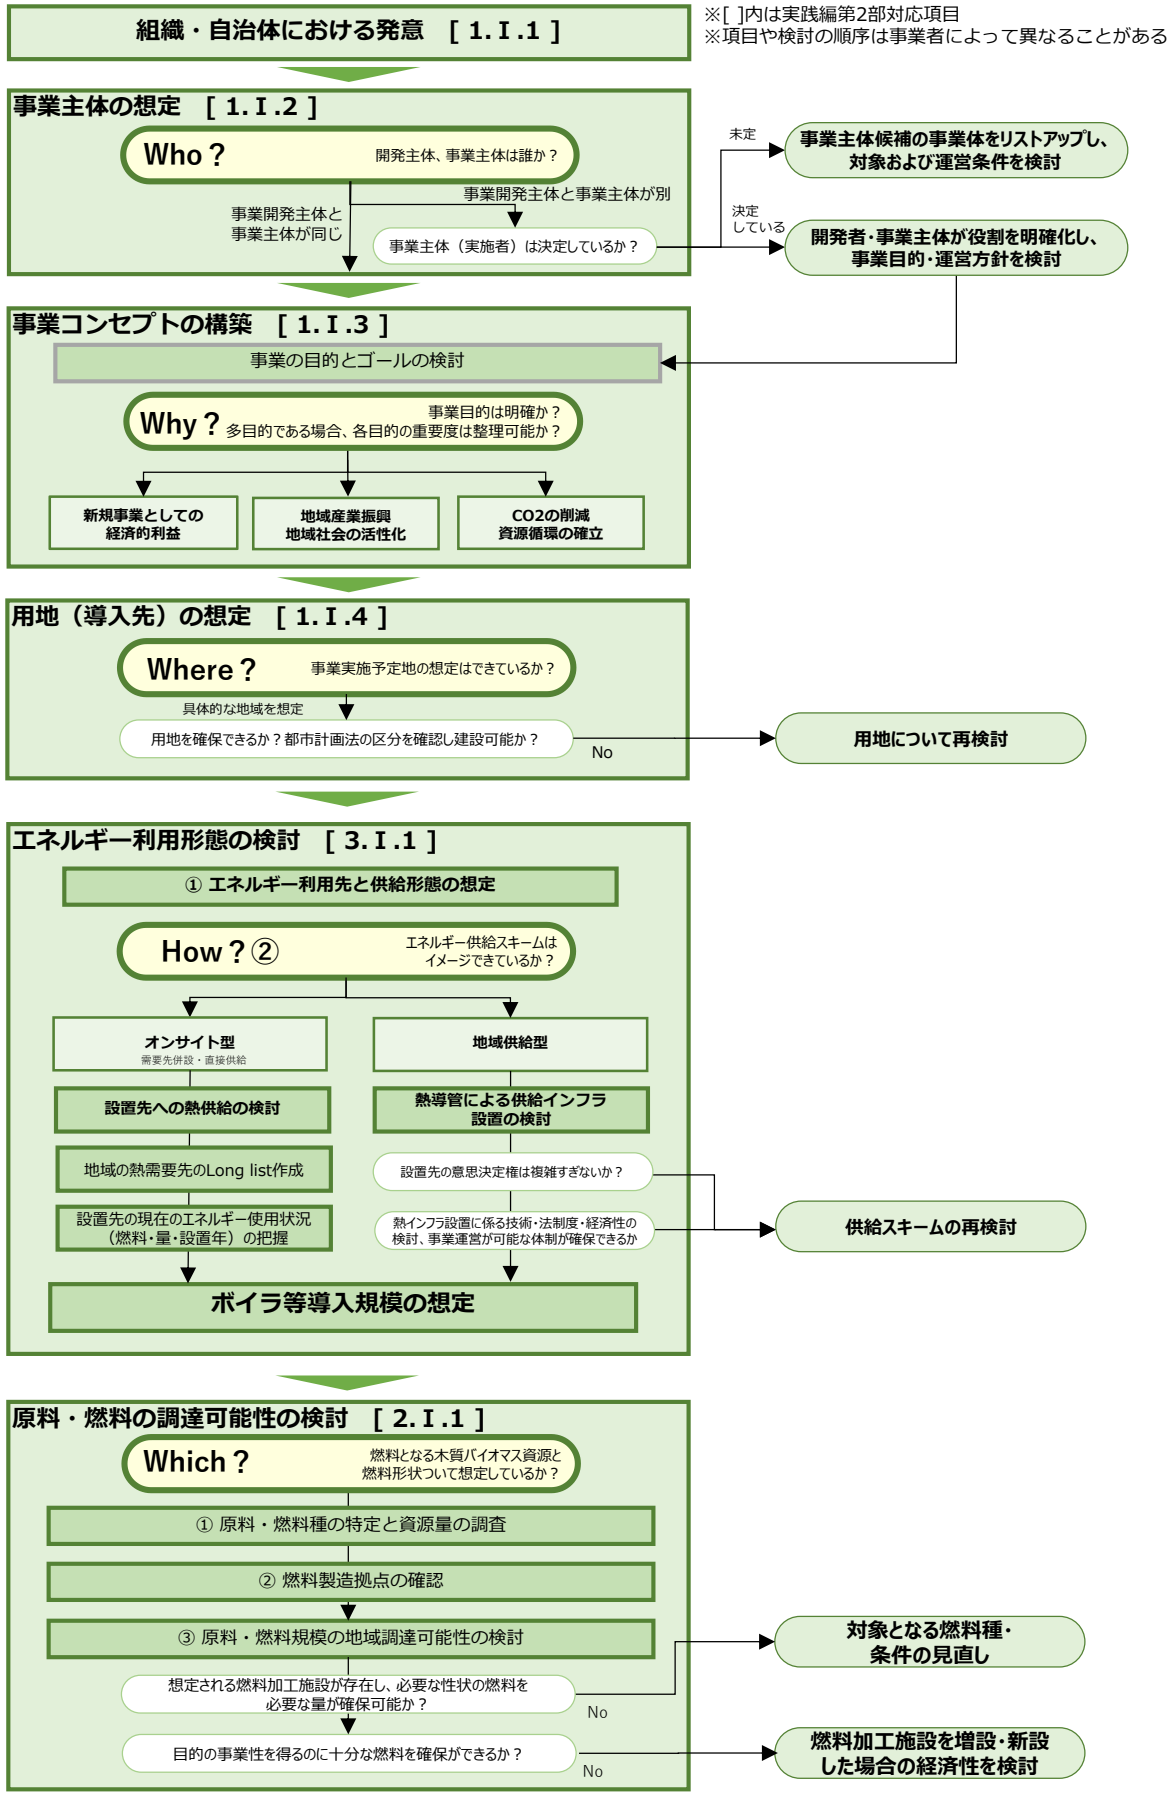 組織・自治体における発意　[ 1.Ⅰ.1 ]
※[ ]内は実践編第2部対応項目
※項目や検討の順序は事業者によって異なることがある
事業主体の想定　[ 1.Ⅰ.2 ]
Who？
開発主体、事業主体は誰か？
事業開発主体と
事業主体が同じ
事業開発主体と事業主体が別
事業主体（実施者）は決定しているか？
未定
事業主体候補の事業体をリストアップし、
対象および運営条件を検討
決定
している
開発者・事業主体が役割を明確化し、
事業目的・運営方針を検討
事業コンセプトの構築　[ 1.Ⅰ.3 ]
事業の目的とゴールの検討
Why？
事業目的は明確か？
多目的である場合、各目的の重要度は整理可能か？
新規事業としての
経済的利益
地域産業振興
地域社会の活性化
CO2の削減
資源循環の確立
用地（導入先）の想定　[ 1.Ⅰ.4 ]
Where？
事業実施予定地の想定はできているか？
具体的な地域を想定
用地を確保できるか？都市計画法の区分を確認し建設可能か？
No
用地について再検討
エネルギー利用形態の検討　[ 3.Ⅰ.1 ]
① エネルギー利用先と供給形態の想定
How？②
エネルギー供給スキームは
イメージできているか？
オンサイト型
需要先併設・直接供給
設置先への熱供給の検討
地域の熱需要先のLong list作成
設置先の現在のエネルギー使用状況
（燃料・量・設置年）の把握
地域供給型
熱導管による供給インフラ
設置の検討
設置先の意思決定権は複雑すぎないか？
熱インフラ設置に係る技術・法制度・経済性の
検討、事業運営が可能な体制が確保できるか
供給スキームの再検討
ボイラ等導入規模の想定
原料・燃料の調達可能性の検討　[ 2.Ⅰ.1 ]
Which？
燃料となる木質バイオマス資源と
燃料形状ついて想定しているか？
① 原料・燃料種の特定と資源量の調査
② 燃料製造拠点の確認
③ 原料・燃料規模の地域調達可能性の検討
想定される燃料加工施設が存在し、必要な性状の燃料を
必要な量が確保可能か？
No
対象となる燃料種・
条件の見直し
目的の事業性を得るのに十分な燃料を確保ができるか？
No
燃料加工施設を増設・新設
した場合の経済性を検討